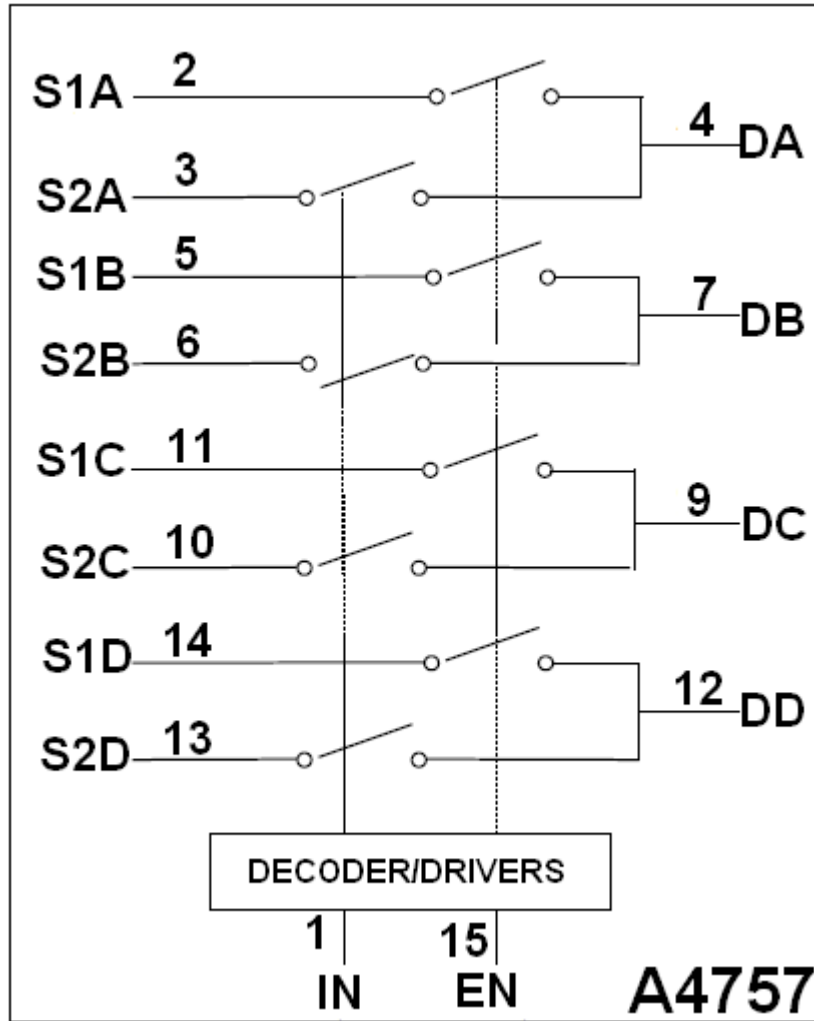 S1A 2
4 DA
S2A 3
S1B 5
7 DB
S2B 6
S1C 11
9 DC
S2C 10
S1D 14
12 DD
S2D 13
DECODER/DRIVERS
1 15
IN EN
A4757